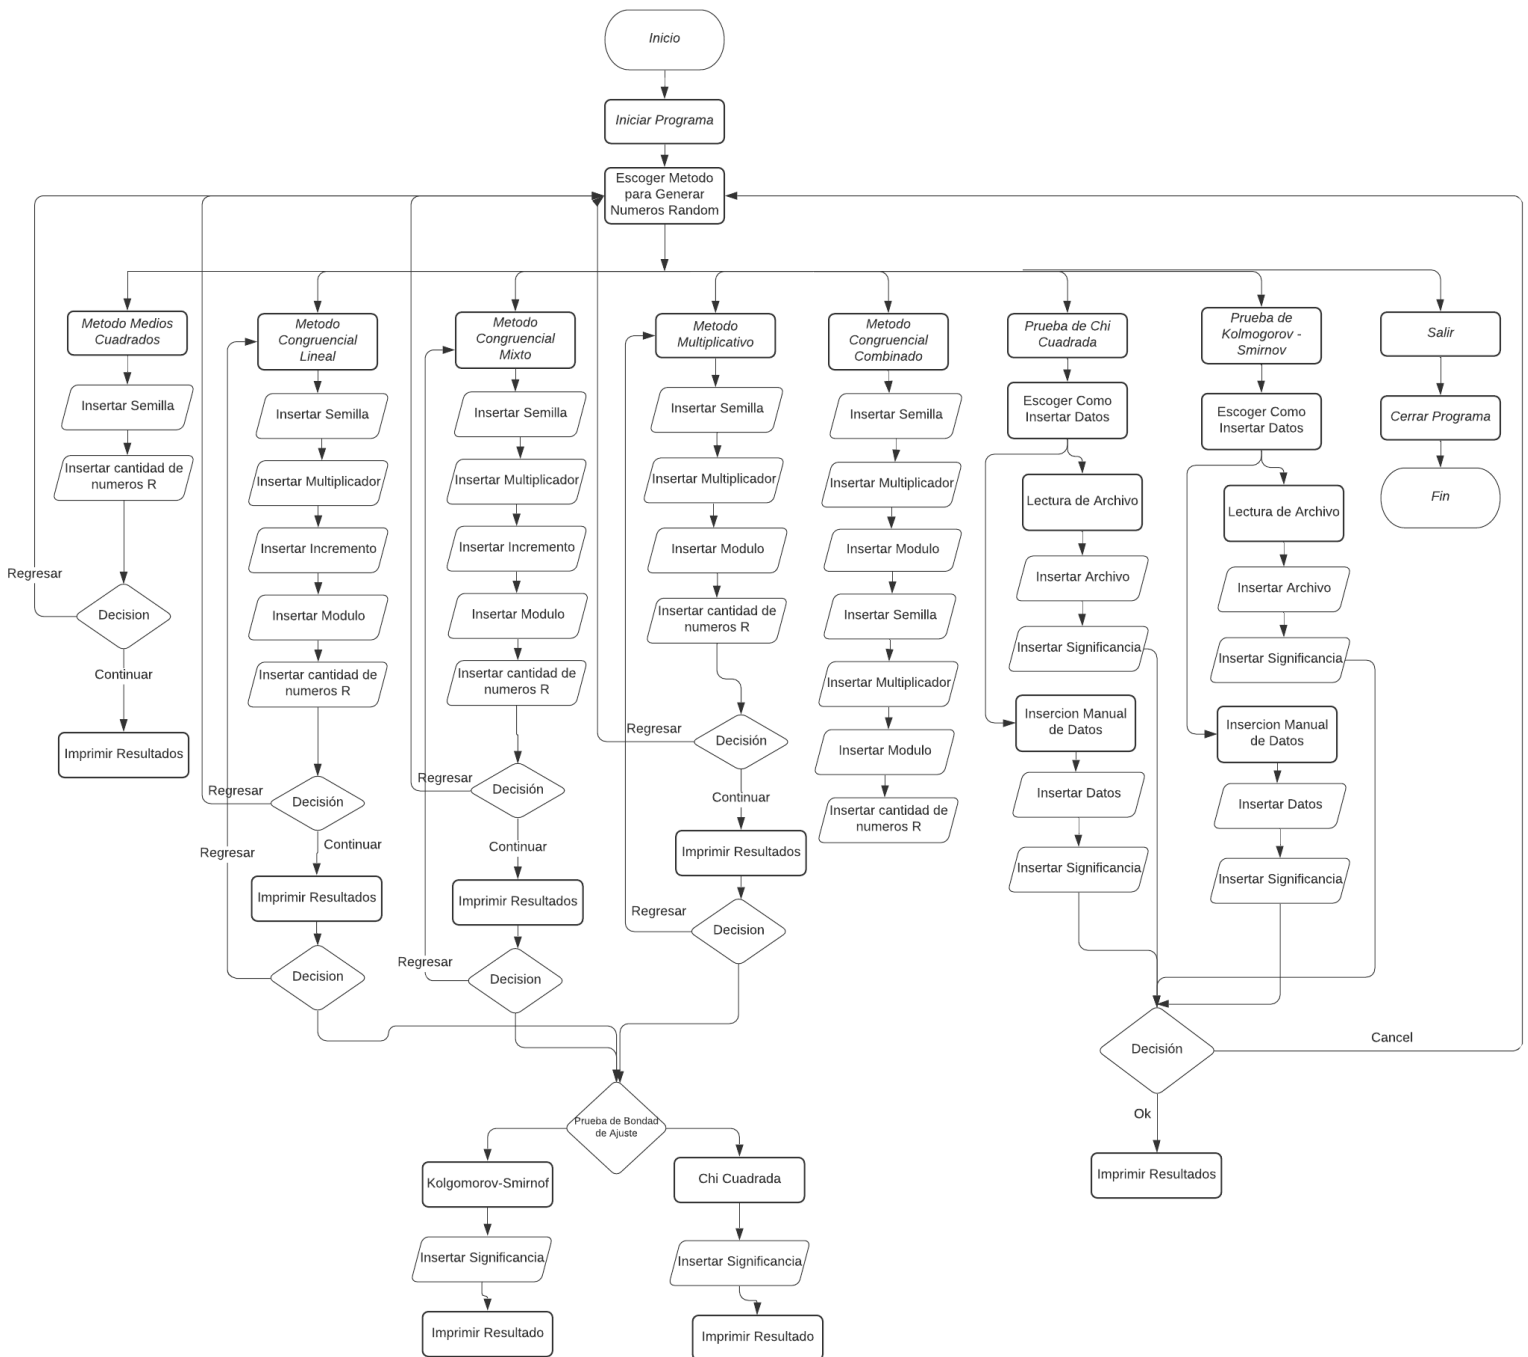 Inicio
Iniciar Programa
Escoger Metodo
para Generar
Numeros Random
Metodo Medios
Cuadrados
Insertar Semilla
Insertar cantidad de
numeros R
Regresar
Decision
Continuar
Imprimir Resultados
Metodo
Congruencial
Lineal
Insertar Semilla
Insertar Multiplicador
Insertar Incremento
Insertar Modulo
Insertar cantidad de
numeros R
Regresar
Decisión
Continuar
Regresar
Imprimir Resultados
Decision
Metodo
Congruencial
Mixto
Insertar Semilla
Insertar Multiplicador
Insertar Incremento
Insertar Modulo
Insertar cantidad de
numeros R
Regresar
Decisión
Continuar
Imprimir Resultados
Regresar
Decision
Metodo
Multiplicativo
Insertar Semilla
Insertar Multiplicador
Insertar Modulo
Insertar cantidad de
numeros R
Regresar
Decisión
Continuar
Imprimir Resultados
Regresar
Decision
Metodo
Congruencial
Combinado
Insertar Semilla
Insertar Multiplicador
Insertar Modulo
Insertar Semilla
Insertar Multiplicador
Insertar Modulo
Insertar cantidad de
numeros R
Prueba de Chi
Cuadrada
Escoger Como
Insertar Datos
Lectura de Archivo
Insertar Archivo
Insertar Significancia
Insercion Manual
de Datos
Insertar Datos
Insertar Significancia
Prueba de
Kolmogorov -
Smirnov
Escoger Como
Insertar Datos
Lectura de Archivo
Insertar Archivo
Insertar Significancia
Insercion Manual
de Datos
Insertar Datos
Insertar Significancia
Salir
Cerrar Programa
Fin
Decisión
Cancel
Ok
Imprimir Resultados
Prueba de Bondad
de Ajuste
Kolgomorov-Smirnof
Insertar Significancia
Imprimir Resultado
Chi Cuadrada
Insertar Significancia
Imprimir Resultado